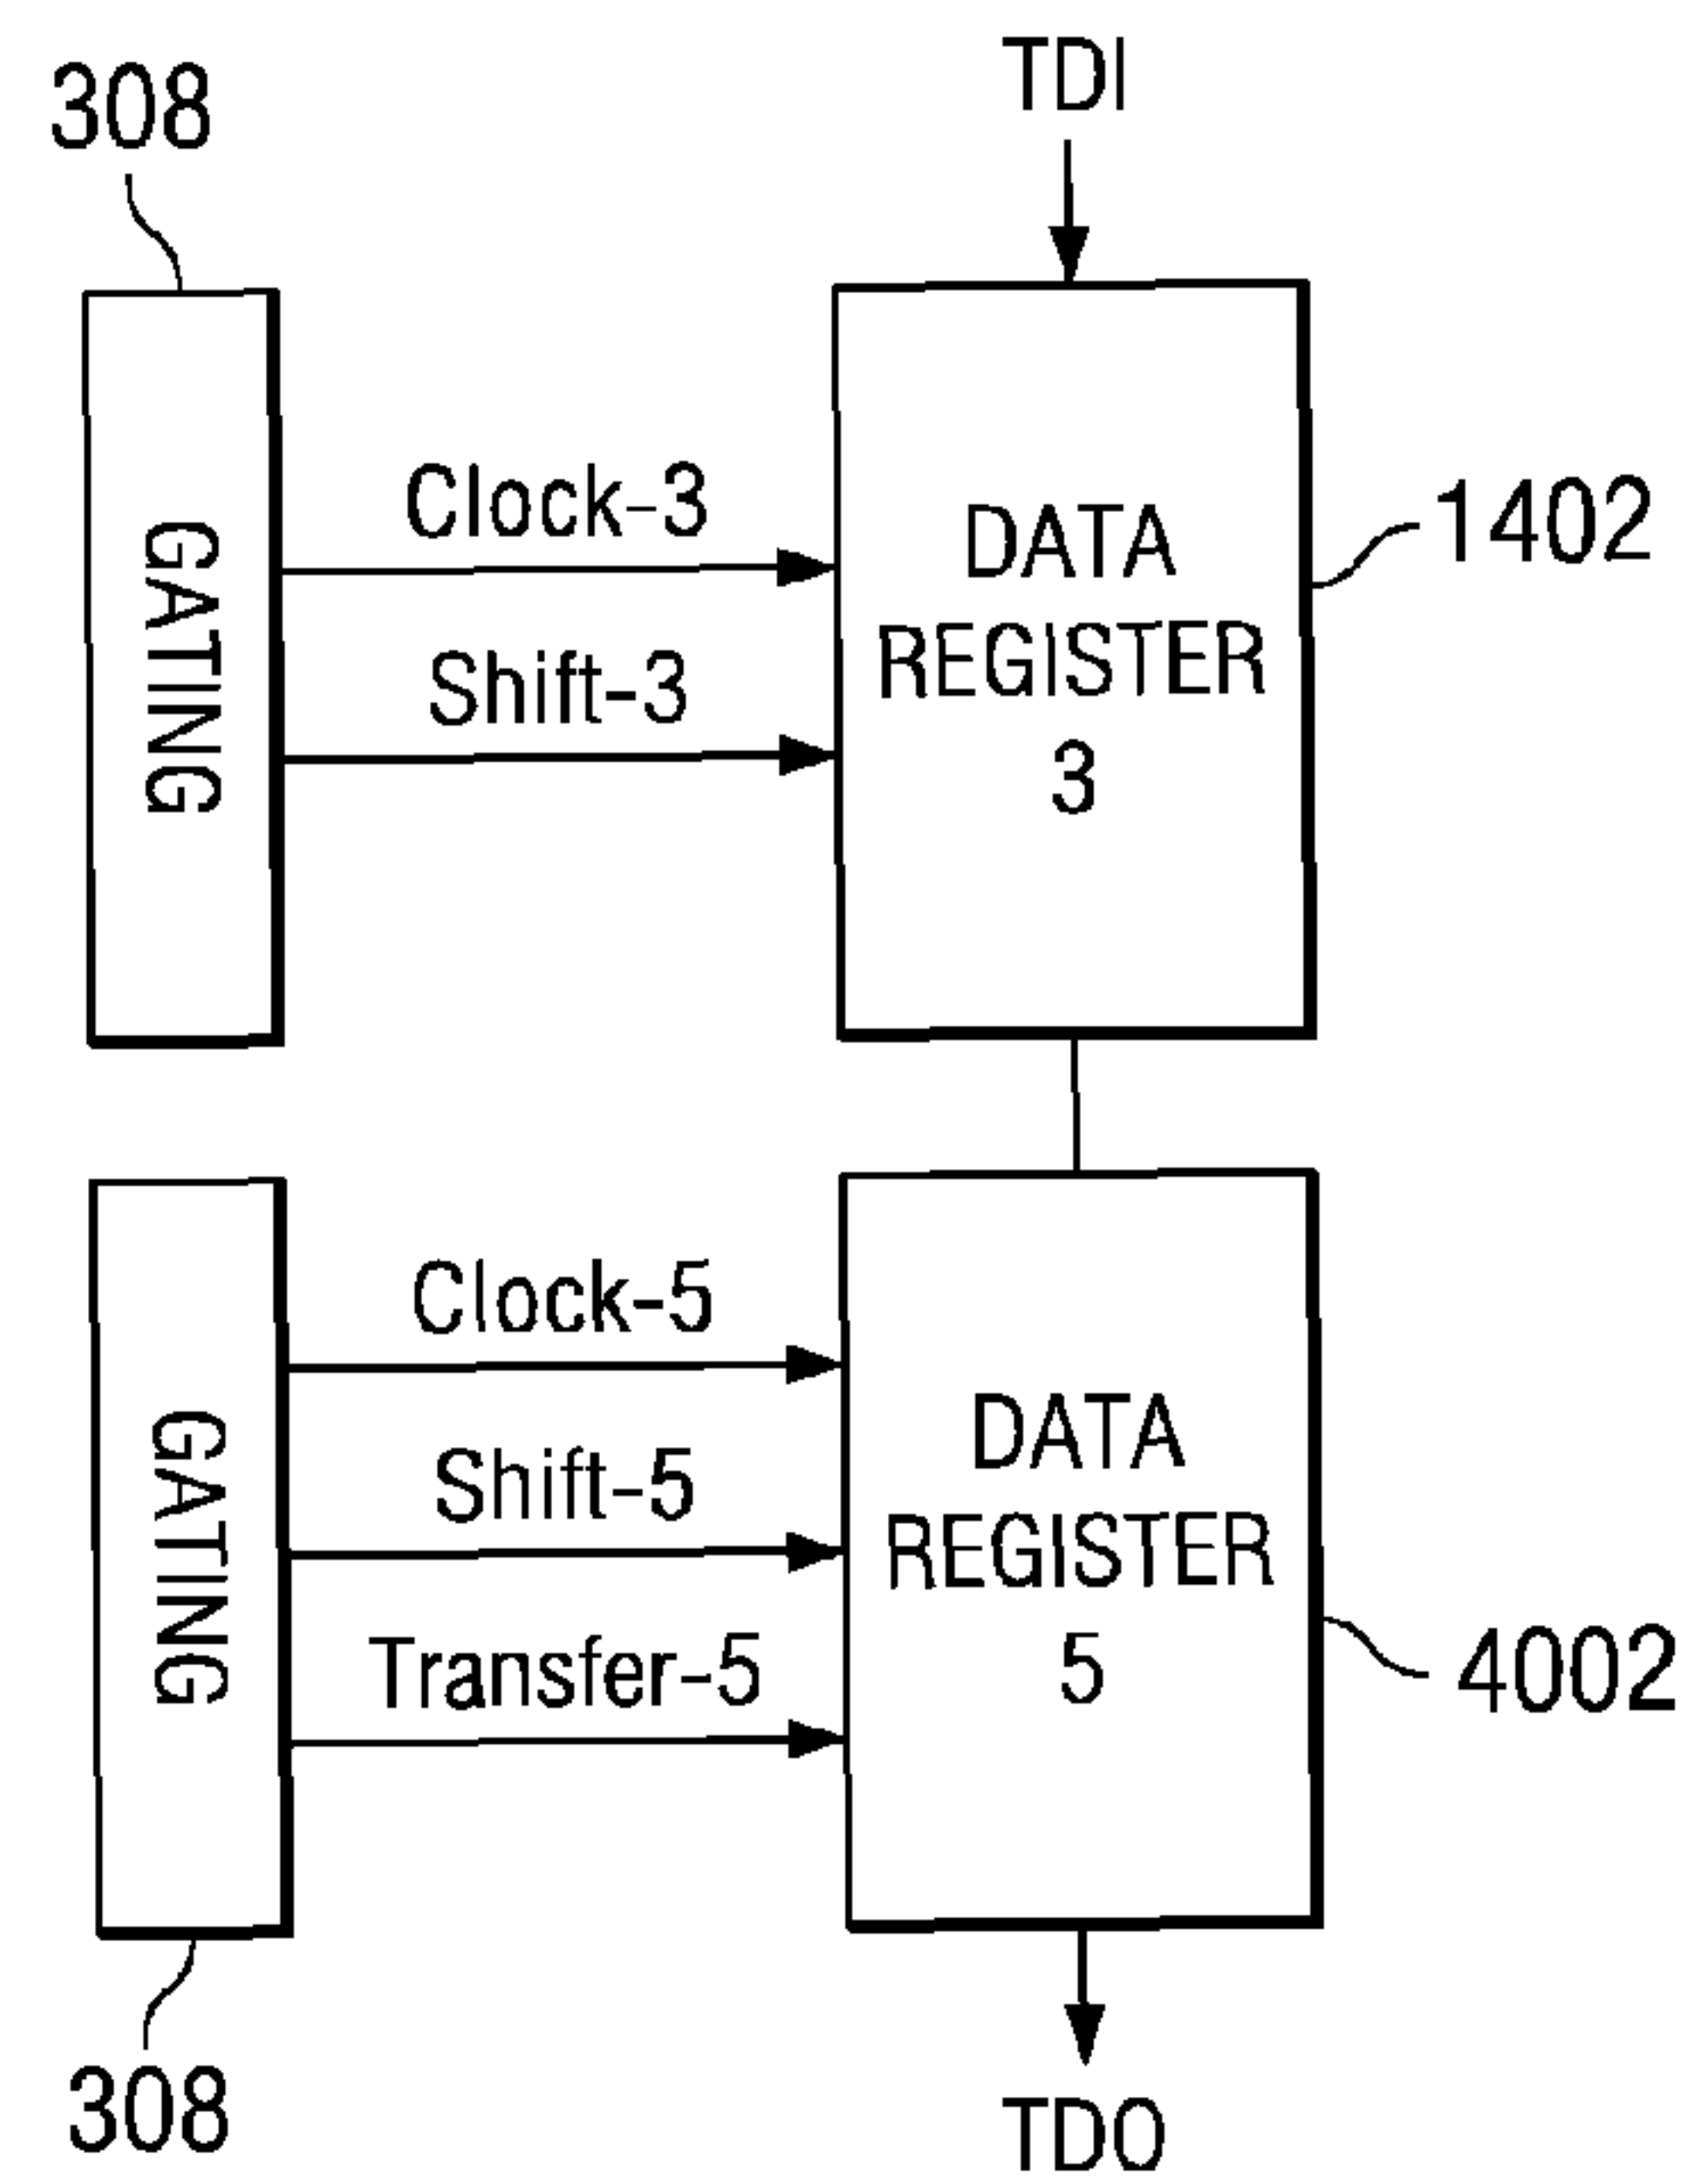 TDI
308
GATING
Clock-3
Shift-3
DATA
REGISTER
3
1402
GATING
Clock-5
Shift-5
Transfer-5
DATA
REGISTER
5
4002
308
TDO